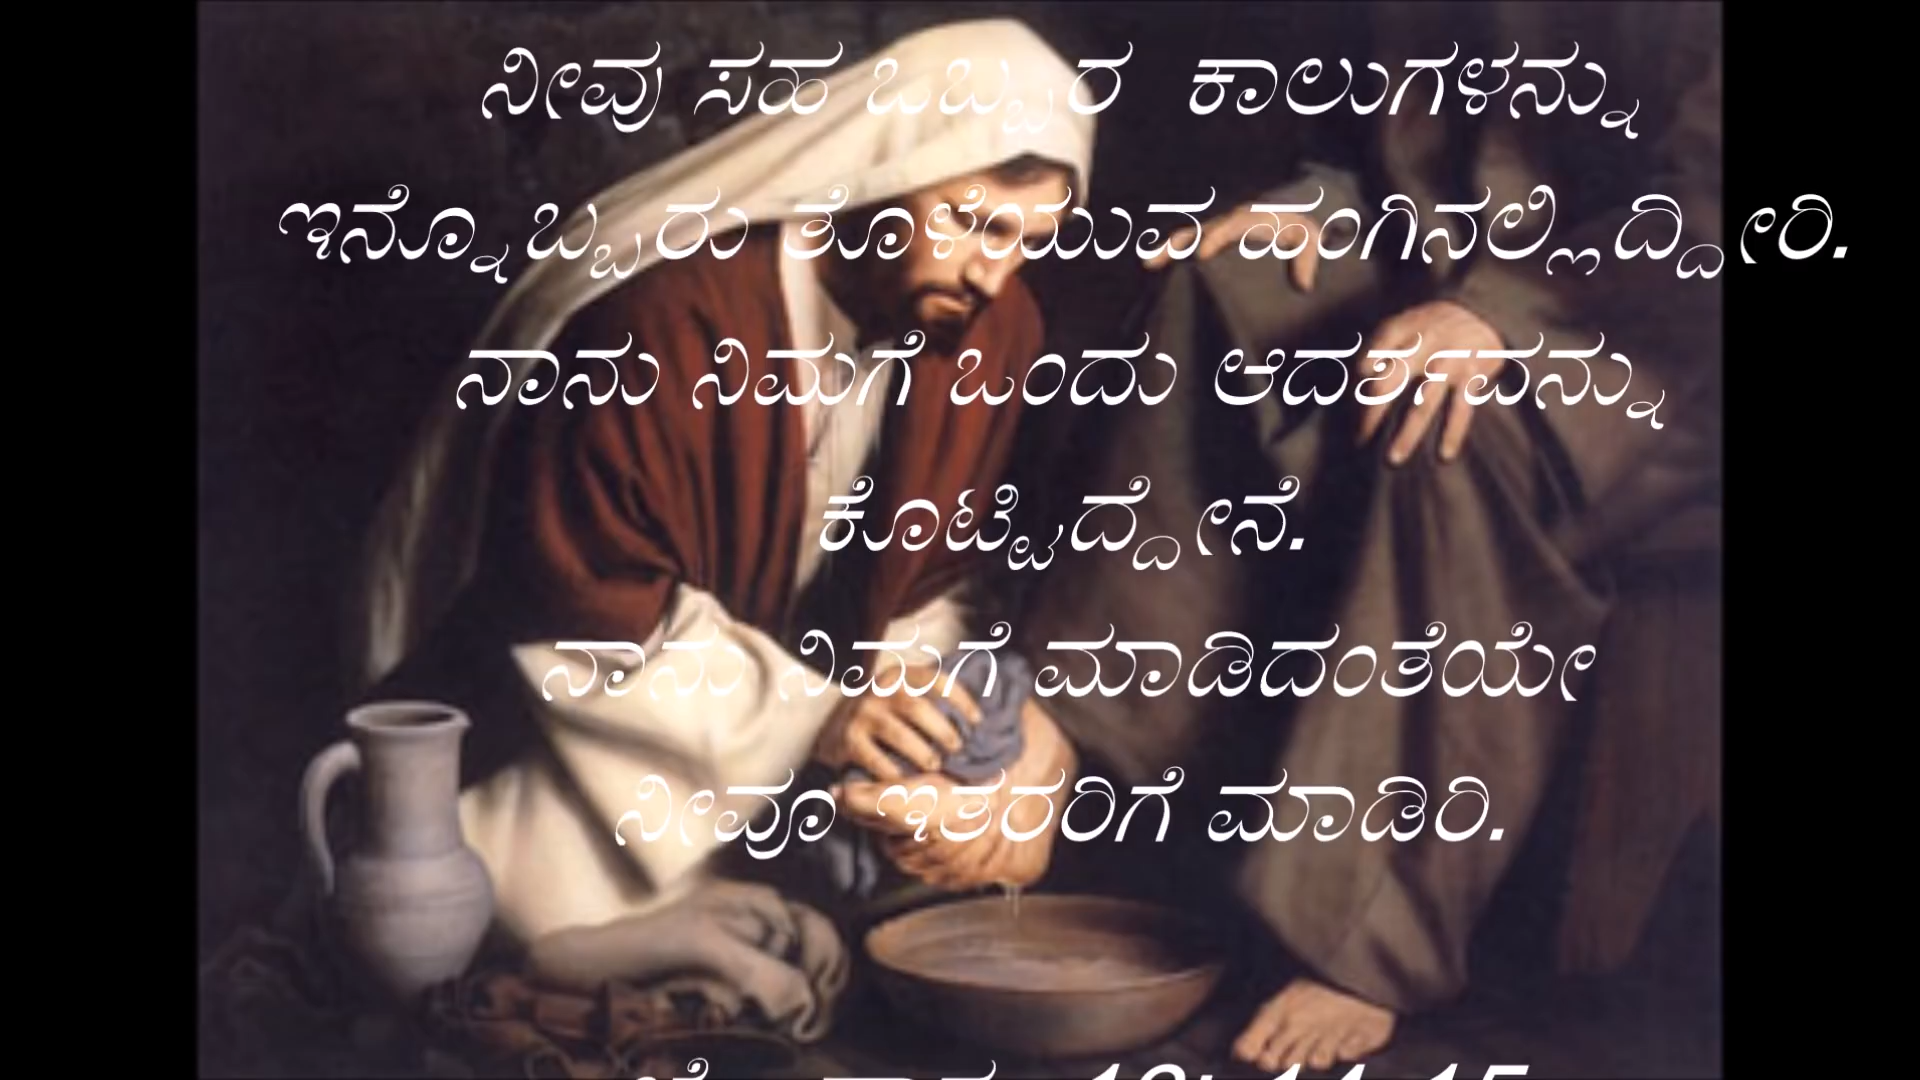 ನೀವು ಸಹ ಒಬ್ಬರ ಕಾಲುಗಳನ್ನು
ಇನ್ನೊಬ್ಬರು ತೊಳೆಯುವ ಹಂಗಿನಲ್ಲಿದ್ದೀರಿ.
ನಾನು ನಿಮಗೆ ಒಂದು ಆದರ್ಶವನ್ನು
ಕೊಟ್ಟಿದ್ದೇನೆ.
ನಾನು ನಿಮಗೆ ಮಾಡಿದಂತೆಯೇ
ನೀವೂ ಇತರರಿಗೆ ಮಾಡಿರಿ.